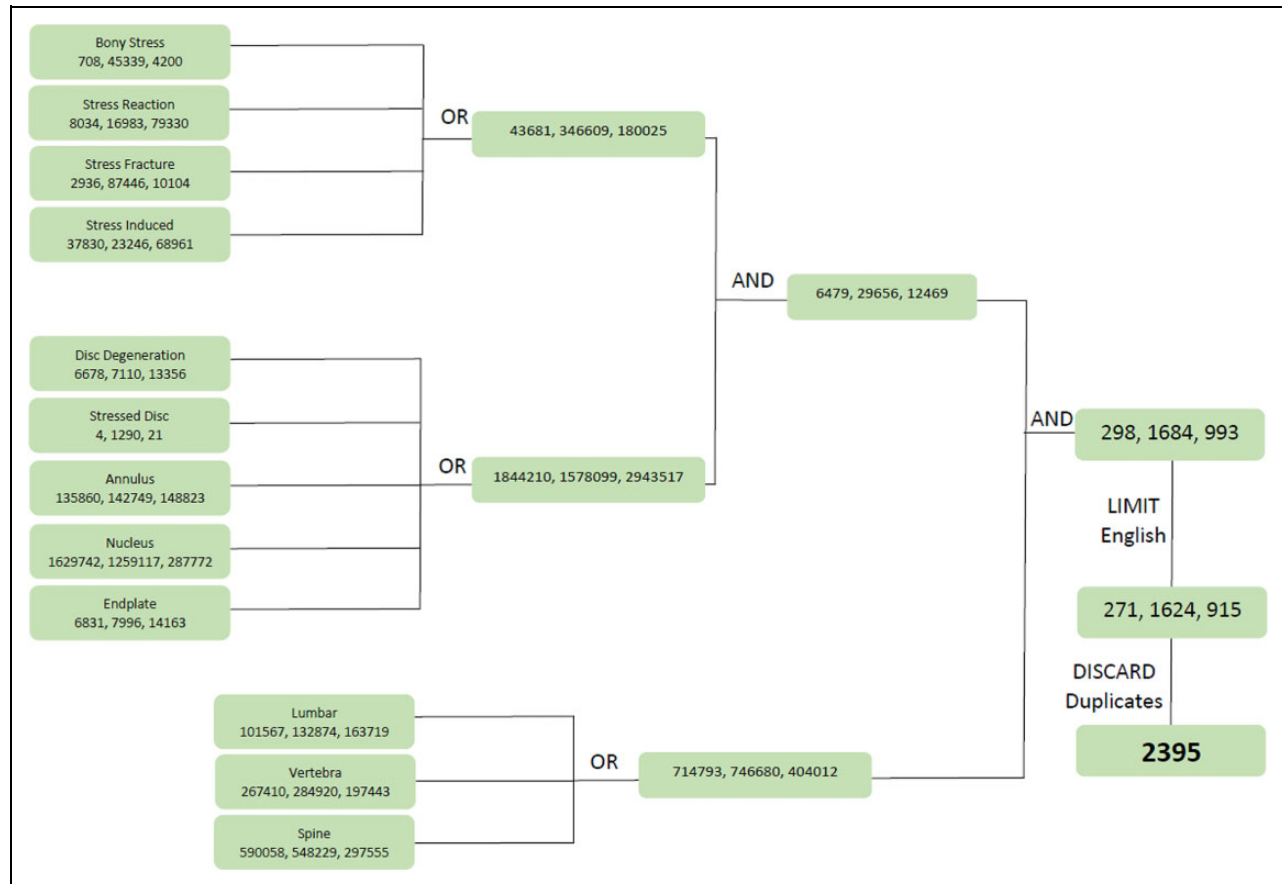 Bony Stress
708, 45339, 4200
Stress Reaction
8034, 16983, 79330
Stress Fracture
2936, 87446, 10104
Stress Induced
37830, 23246, 68961
OR
43681, 346609, 180025
AND
6479, 29656, 12469
Disc Degeneration
6678, 7110, 13356
Stressed Disc
4, 1290, 21
Annulus
135860, 142749, 148823
Nucleus
1629742, 1259117, 287772
Endplate
6831, 7996, 14163
OR
1844210, 1578099, 2943517
AND
298, 1684, 993
LIMIT
English
271, 1624, 915
DISCARD
Duplicates
2395
Lumbar
101567, 132874, 163719
Vertebra
267410, 284920, 197443
Spine
590058, 548229, 297555
OR
714793, 746680, 404012